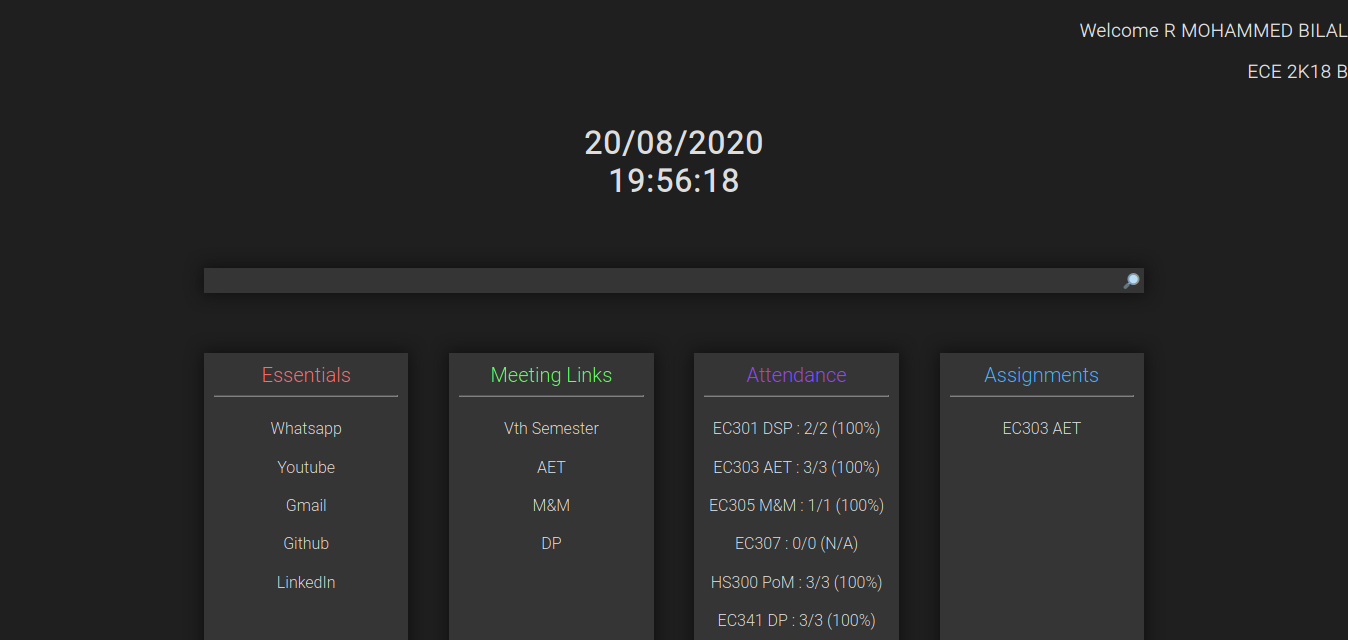 Welcome R MOHAMMED BILAL
ECE 2K18 B
20/08/2020
19:56:18
Essentials
Whatsapp
Youtube
Gmail
Github
LinkedIn
Meeting Links
Vth Semester
AET
M&M
DP
Attendance
EC301 DSP : 2/2 (100%)
EC303 AET : 3/3 (100%)
EC305 M&M : 1/1 (100%)
EC307 : 0/0 (N/A)
HS300 PoM : 3/3 (100%)
EC341 DP : 3/3 (100%)
Assignments
EC303 AET